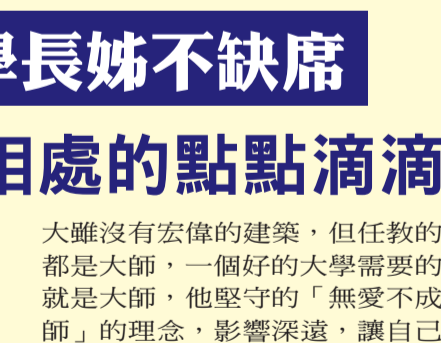 學長姊不缺席
相處的點點滴滴
大雖沒有宏偉的建築，但任教的
都是大師，一個好的大學需要的
就是大師，他堅守的「無愛不成
師」的理念，影響深遠，讓自己